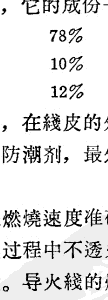 ，它的成份
78%
10%
12%
，在綫皮的
防潮剂，最
燃燒速度准
过程中不透
。导火綫的